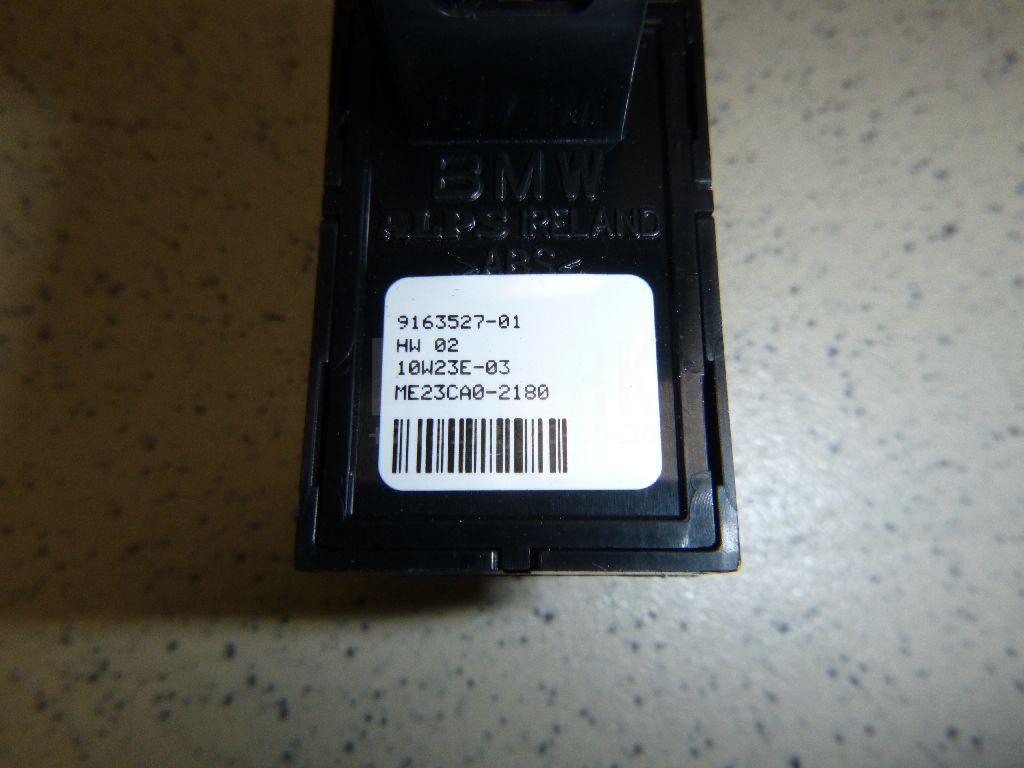 BMW
ALPS IRELAND
>ABS<
9163527-01
HW 02
10W23E-03
ME23CA0-2180